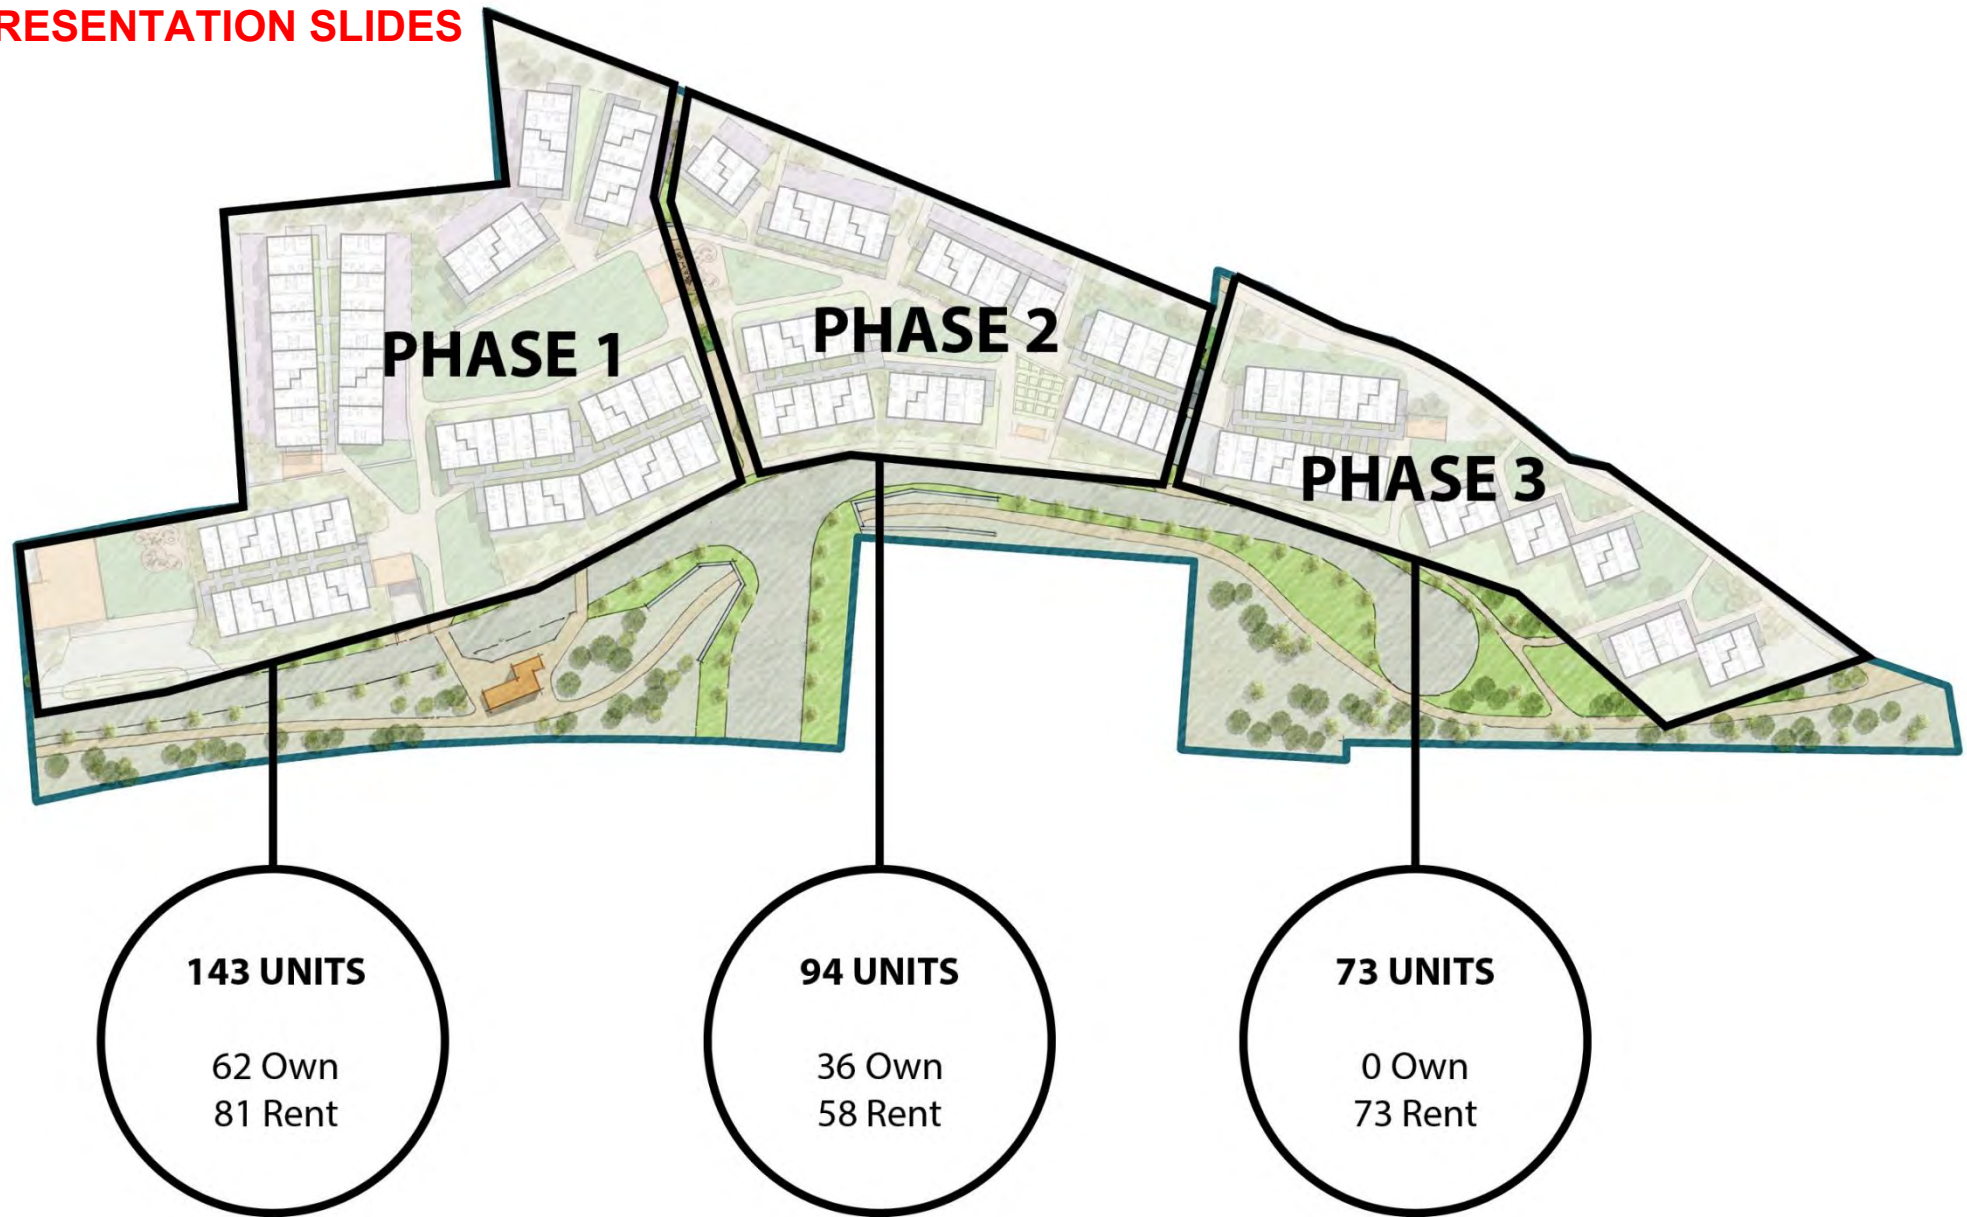 RESENTATION SLIDES
PHASE 1
PHASE 2
PHASE 3
143 UNITS
62 Own
81 Rent
94 UNITS
36 Own
58 Rent
73 UNITS
0 Own
73 Rent